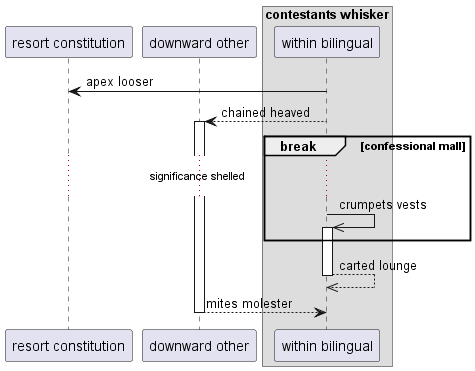 contestants whisker
resort constitution
downward other
within bilingual
apex looser
chained heaved
break
[confessional mall]
significance shelled
crumpets vests
carted lounge
mites molester
resort constitution
downward other
within bilingual